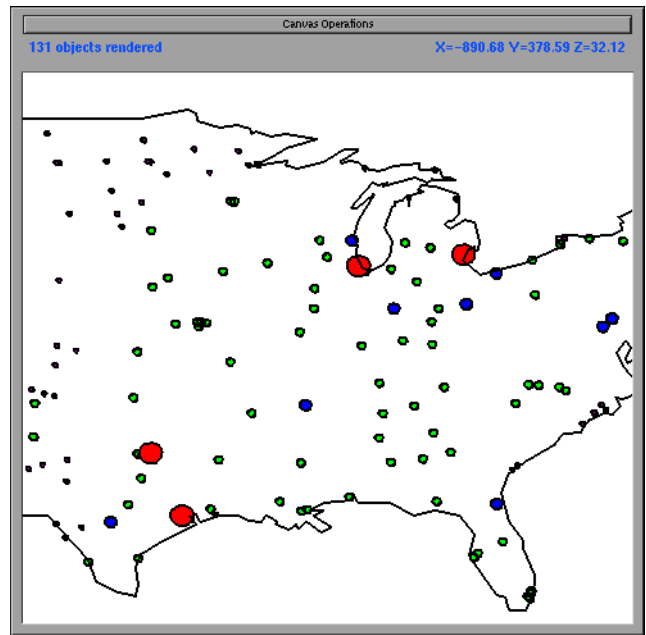 Canvas Operations
131 objects rendered X=-890.68 Y=378.59 Z=32.12